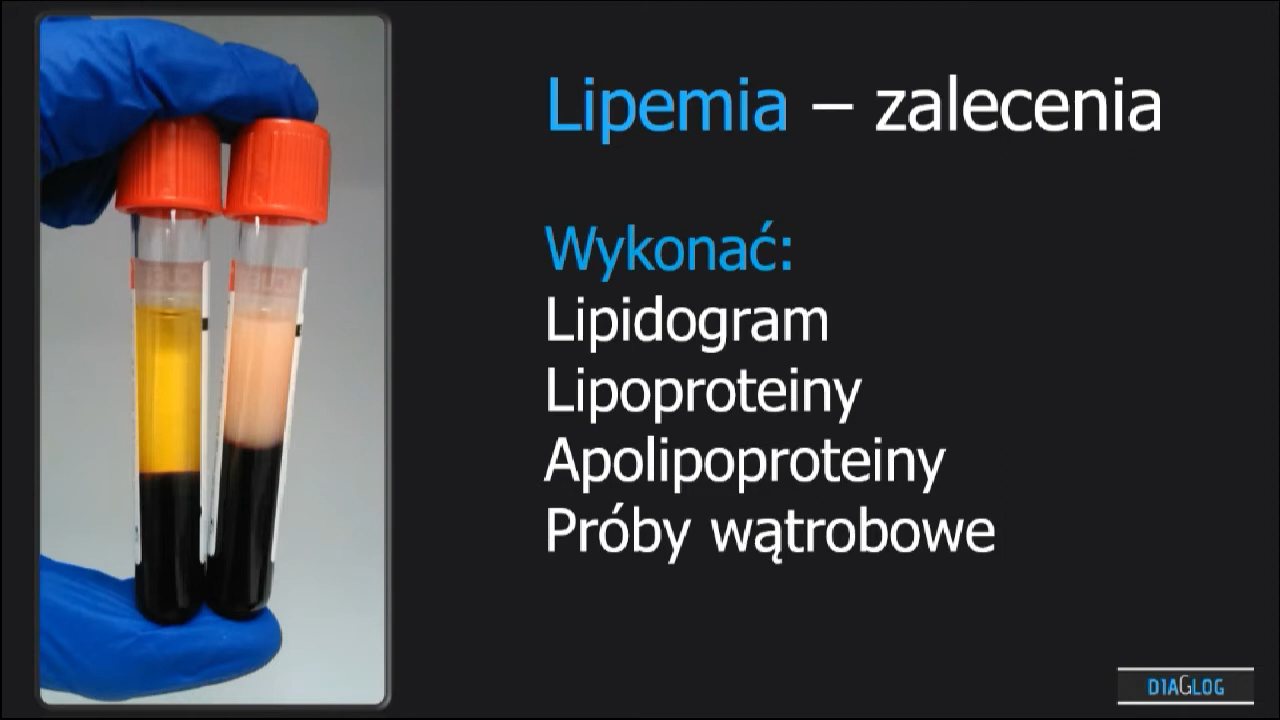 Lipemia – zalecenia
Wykonać:
Lipidogram
Lipoproteiny
Apolipoproteiny
Próby wątrobowe
DIAGLOG